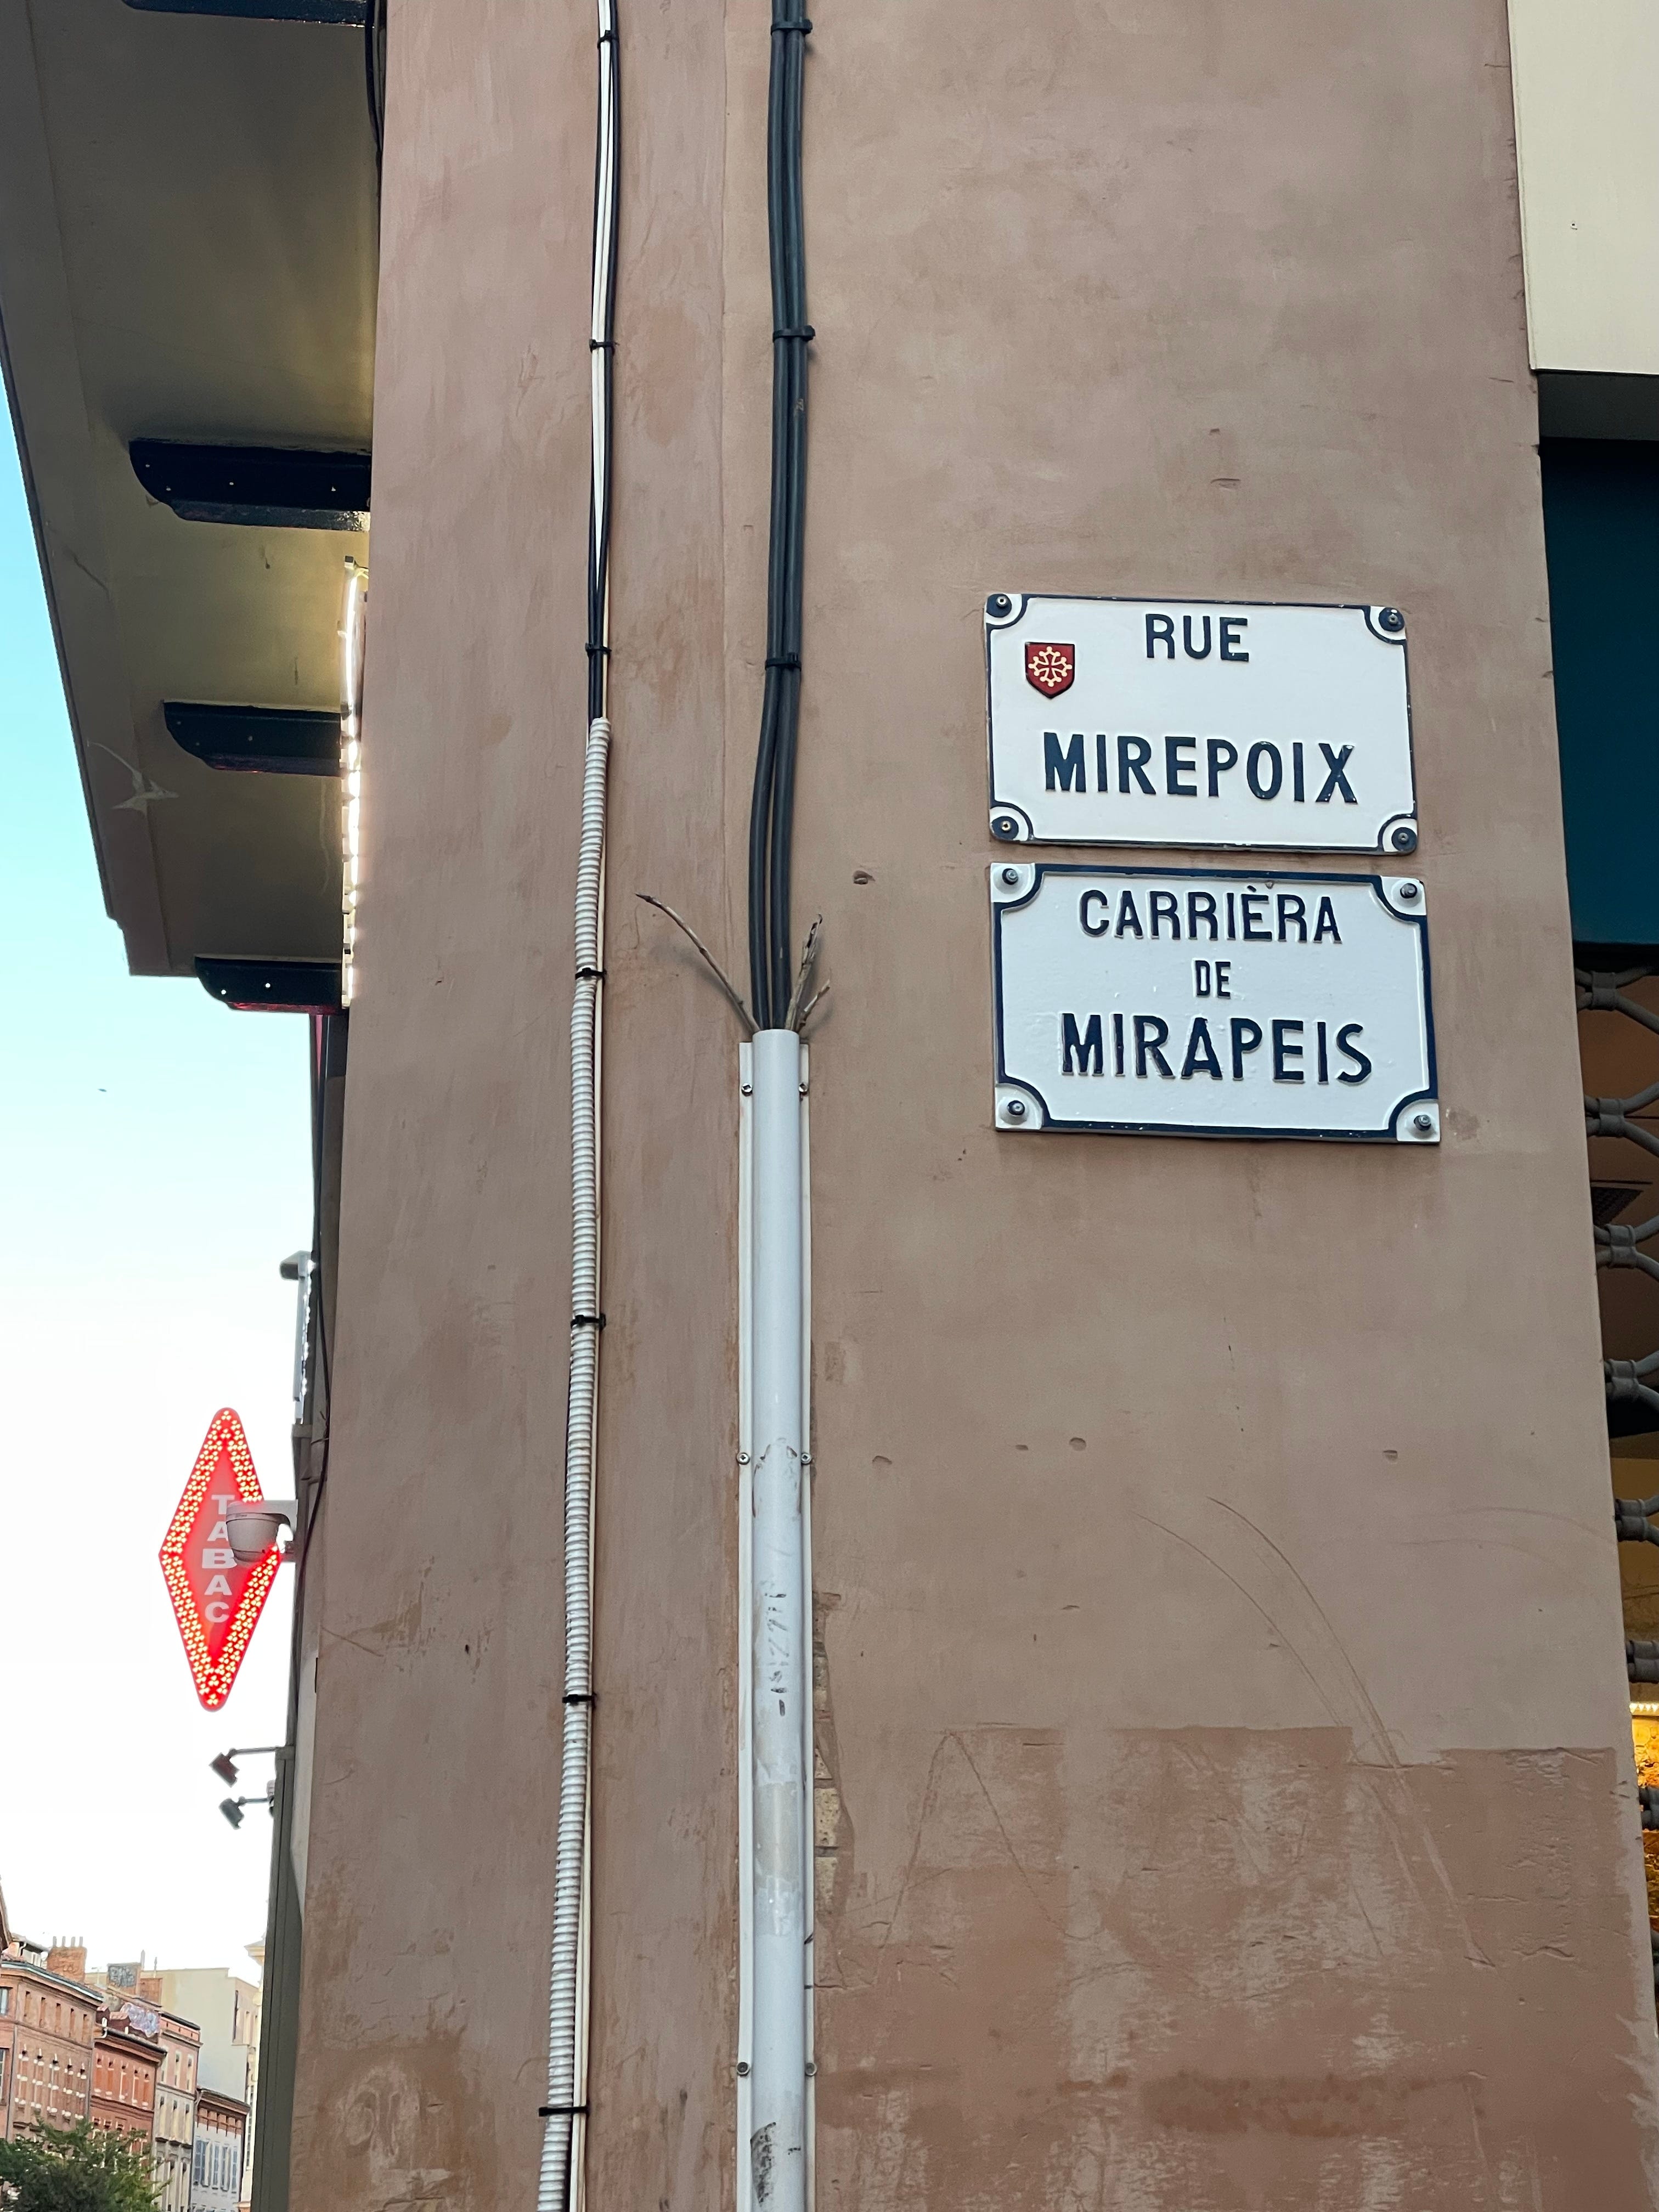 RUE
MIREPOIX
CARRIÈRA
DE
MIRAPEIS
TABAC